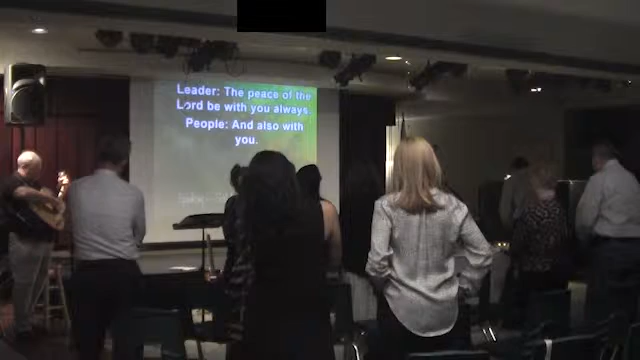 Leader: The peace of the
Lord be with you always.
People: And also with
you.